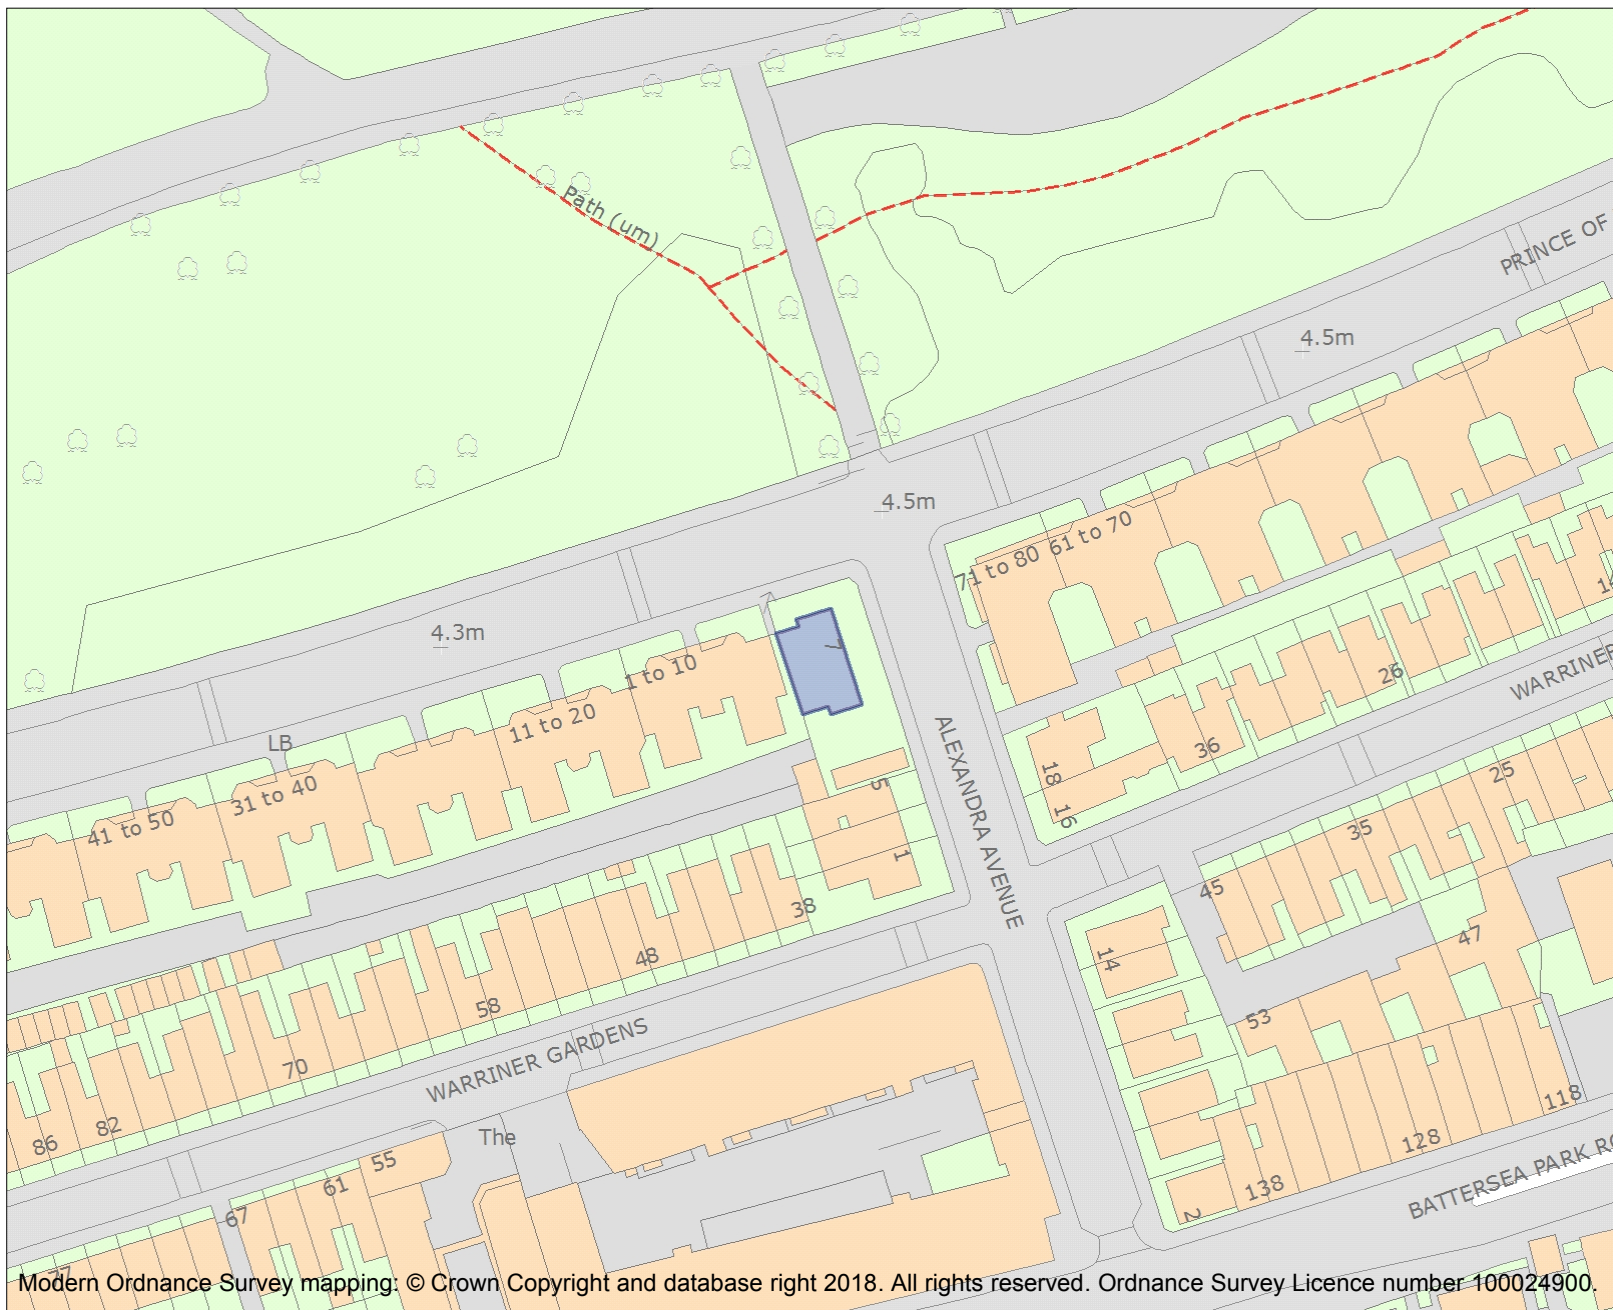 Path (um)
PRINCE OF
4.5m
4.5m
71 to 80
61 to 70
4.3m
7
1 to 10
11 to 20
LB
31 to 40
41 to 50
26
WARRINER
36
18
16
ALEXANDRA AVENUE
5
1
38
25
35
45
47
14
48
58
53
70
WARRINER GARDENS
82
86
The
118
128
138
BATTERSEA PARK RO
2
55
61
67
77
Modern Ordnance Survey mapping: © Crown Copyright and database right 2018. All rights reserved. Ordnance Survey Licence number 100024900.